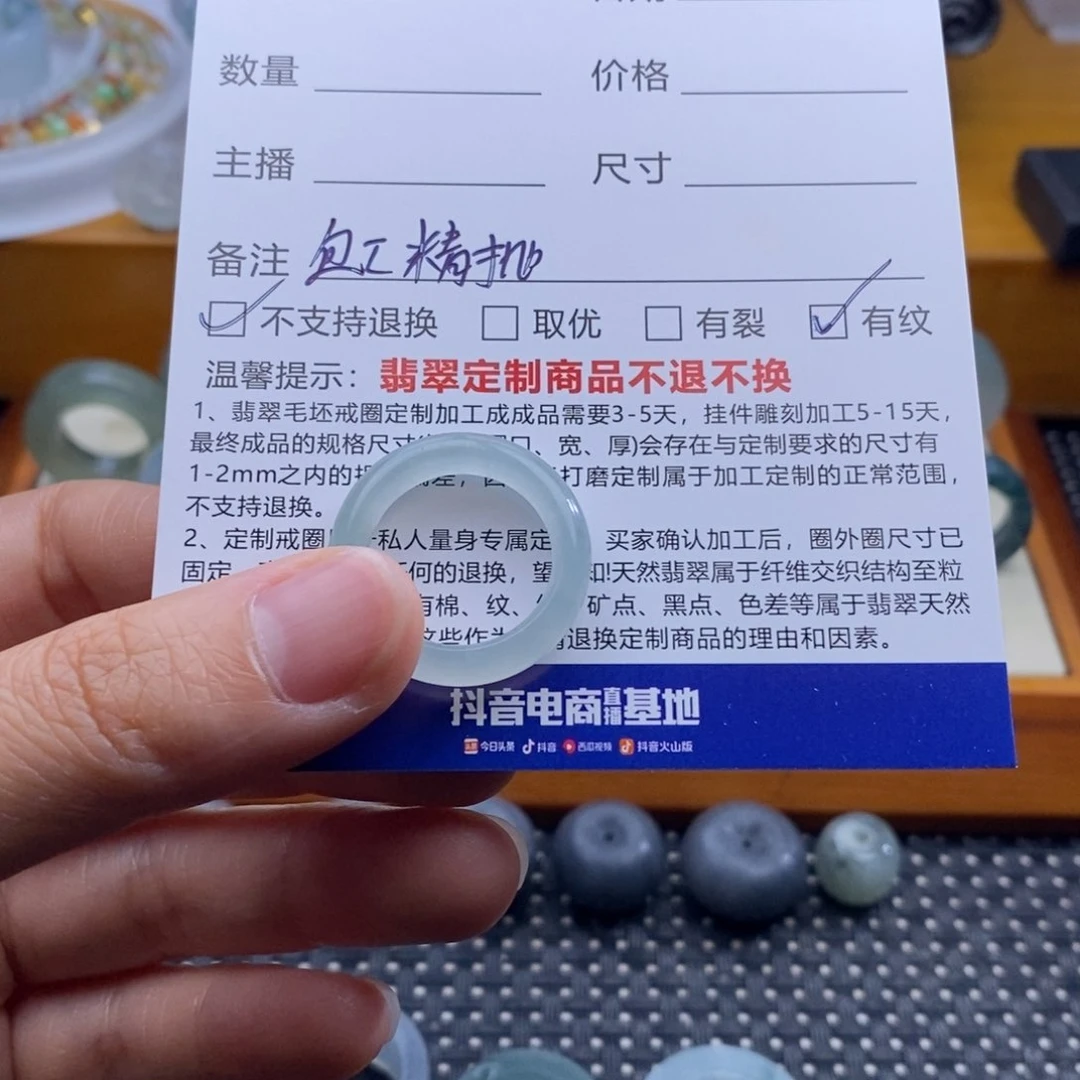 数量 价格
主播 尺寸
备注 包工精抛
不支持退换 取优 有裂 有纹
温馨提示：翡翠定制商品不退不换
1、翡翠毛坯戒圈定制加工成成品需要3-5天，挂件雕刻加工5-15天，
最终成品的规格尺寸 口、宽、厚)会存在与定制要求的尺寸有
1-2mm之内的 差， 打磨定制属于加工定制的正常范围，
不支持退换。
2、定制戒圈 私人量身专属定 买家确认加工后，圈外圈尺寸已
固定 何的退换，望 知!天然翡翠属于纤维交织结构至粒
有棉、纹、 矿点、黑点、色差等属于翡翠天然
这些作为 退换定制商品的理由和因素。
抖音电商直播基地
今日头条 抖音 西瓜视频 抖音火山版